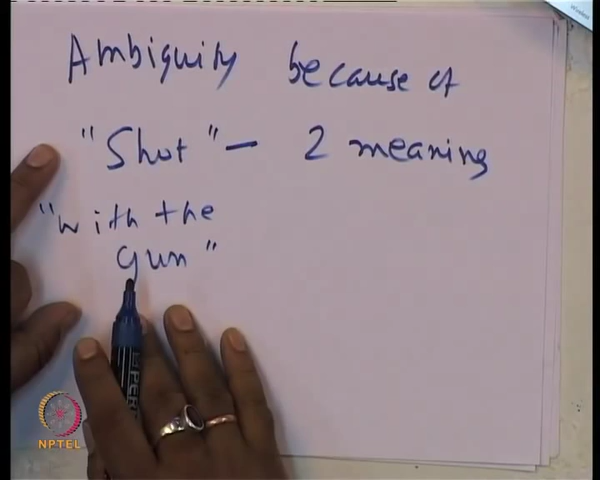 Ambiguity because of
"Shot" - 2 meaning
"with the
gun"
NPTEL